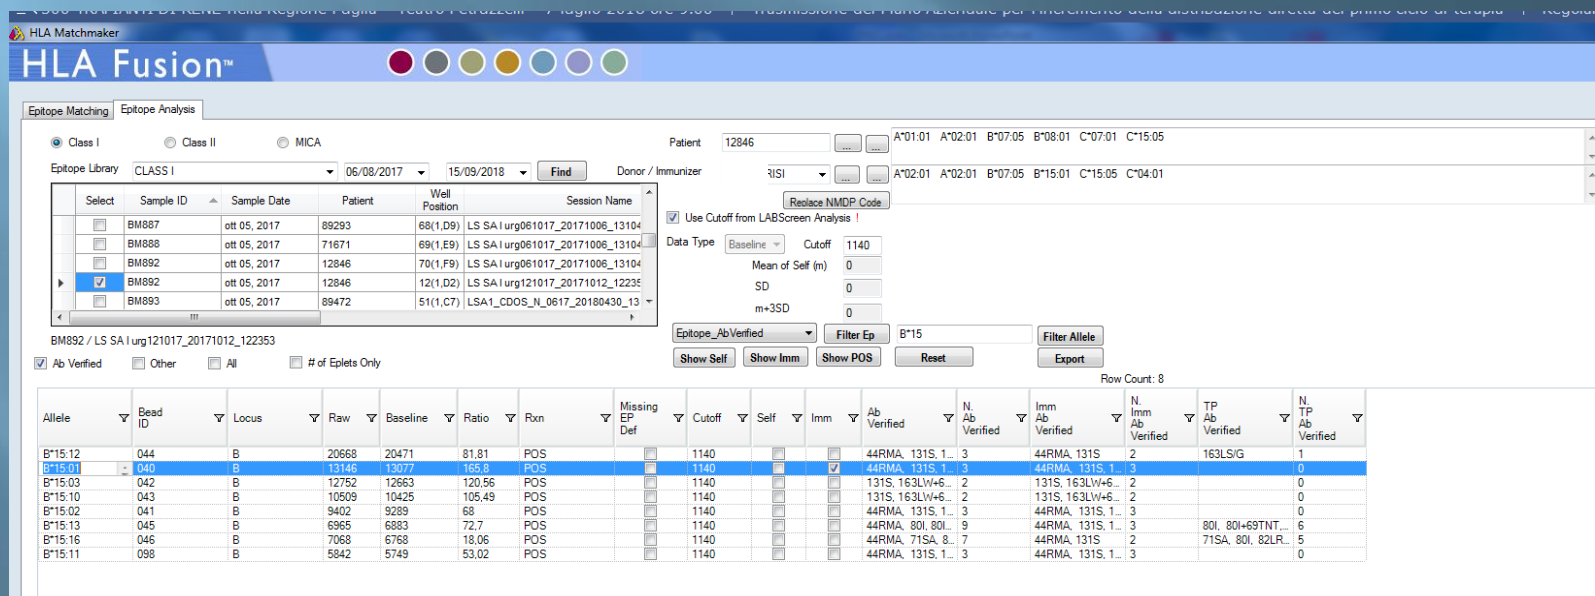 HLA Matchmaker
HLA Fusion™
Epitope Matching Epitope Analysis
Class I Class II MICA
Patient 12846 ... ... A*01:01 A*02:01 B*07:05 B*08:01 C*07:01 C*15:05
Epitope Library CLASS I 06/08/2017 15/09/2018 Find Donor / Immunizer RISI ... ... A*02:01 A*02:01 B*07:05 B*15:01 C*15:05 C*04:01
Replace NMDP Code
Select Sample ID Sample Date Patient Well Position Session Name
BM887 ott 05, 2017 89293 68(1,D9) LS SA I urg061017_20171006_13104
BM888 ott 05, 2017 71671 69(1,E9) LS SA I urg061017_20171006_13104
BM892 ott 05, 2017 12846 70(1,F9) LS SA I urg061017_20171006_13104
BM892 ott 05, 2017 12846 12(1,D2) LS SA I urg121017_20171012_12235
BM893 ott 05, 2017 89472 51(1,C7) LSA1_CDOS_N_0617_20180430_13
Use Cutoff from LABScreen Analysis !
Data Type Baseline Cutoff 1140
Mean of Self (m) 0
SD 0
m+3SD 0
Epitope_AbVerified Filter Ep B*15 Filter Allele
BM892 / LS SA I urg121017_20171012_122353
Show Self Show Imm Show POS Reset Export
Ab Verified Other All # of Eplets Only
Row Count: 8
Allele Bead ID Locus Raw Baseline Ratio Rxn Missing EP Def Cutoff Self Imm Ab Verified N. Ab Verified Imm Ab Verified N. Imm Ab Verified TP Ab Verified N. TP Ab Verified
B*15:12 044 B 20668 20471 81,81 POS 1140 44RMA, 131S, 1... 3 44RMA, 131S 2 163LS/G 1
B*15:01 040 B 13146 13077 165,8 POS 1140 44RMA, 131S, 1... 3 44RMA, 131S, 1... 3 0
B*15:03 042 B 12752 12663 120,56 POS 1140 131S, 163LW+6... 2 131S, 163LW+6... 2 0
B*15:10 043 B 10509 10425 105,49 POS 1140 131S, 163LW+6... 2 131S, 163LW+6... 2 0
B*15:02 041 B 9402 9289 68 POS 1140 44RMA, 131S, 1... 3 44RMA, 131S, 1... 3 0
B*15:13 045 B 6965 6883 72,7 POS 1140 44RMA, 80I, 80I... 9 44RMA, 131S, 1... 3 80I, 80I+69TNT,... 6
B*15:16 046 B 7068 6768 18,06 POS 1140 44RMA, 71SA, 8... 7 44RMA, 131S 2 71SA, 80I, 82LR... 5
B*15:11 098 B 5842 5749 53,02 POS 1140 44RMA, 131S, 1... 3 44RMA, 131S, 1... 3 0